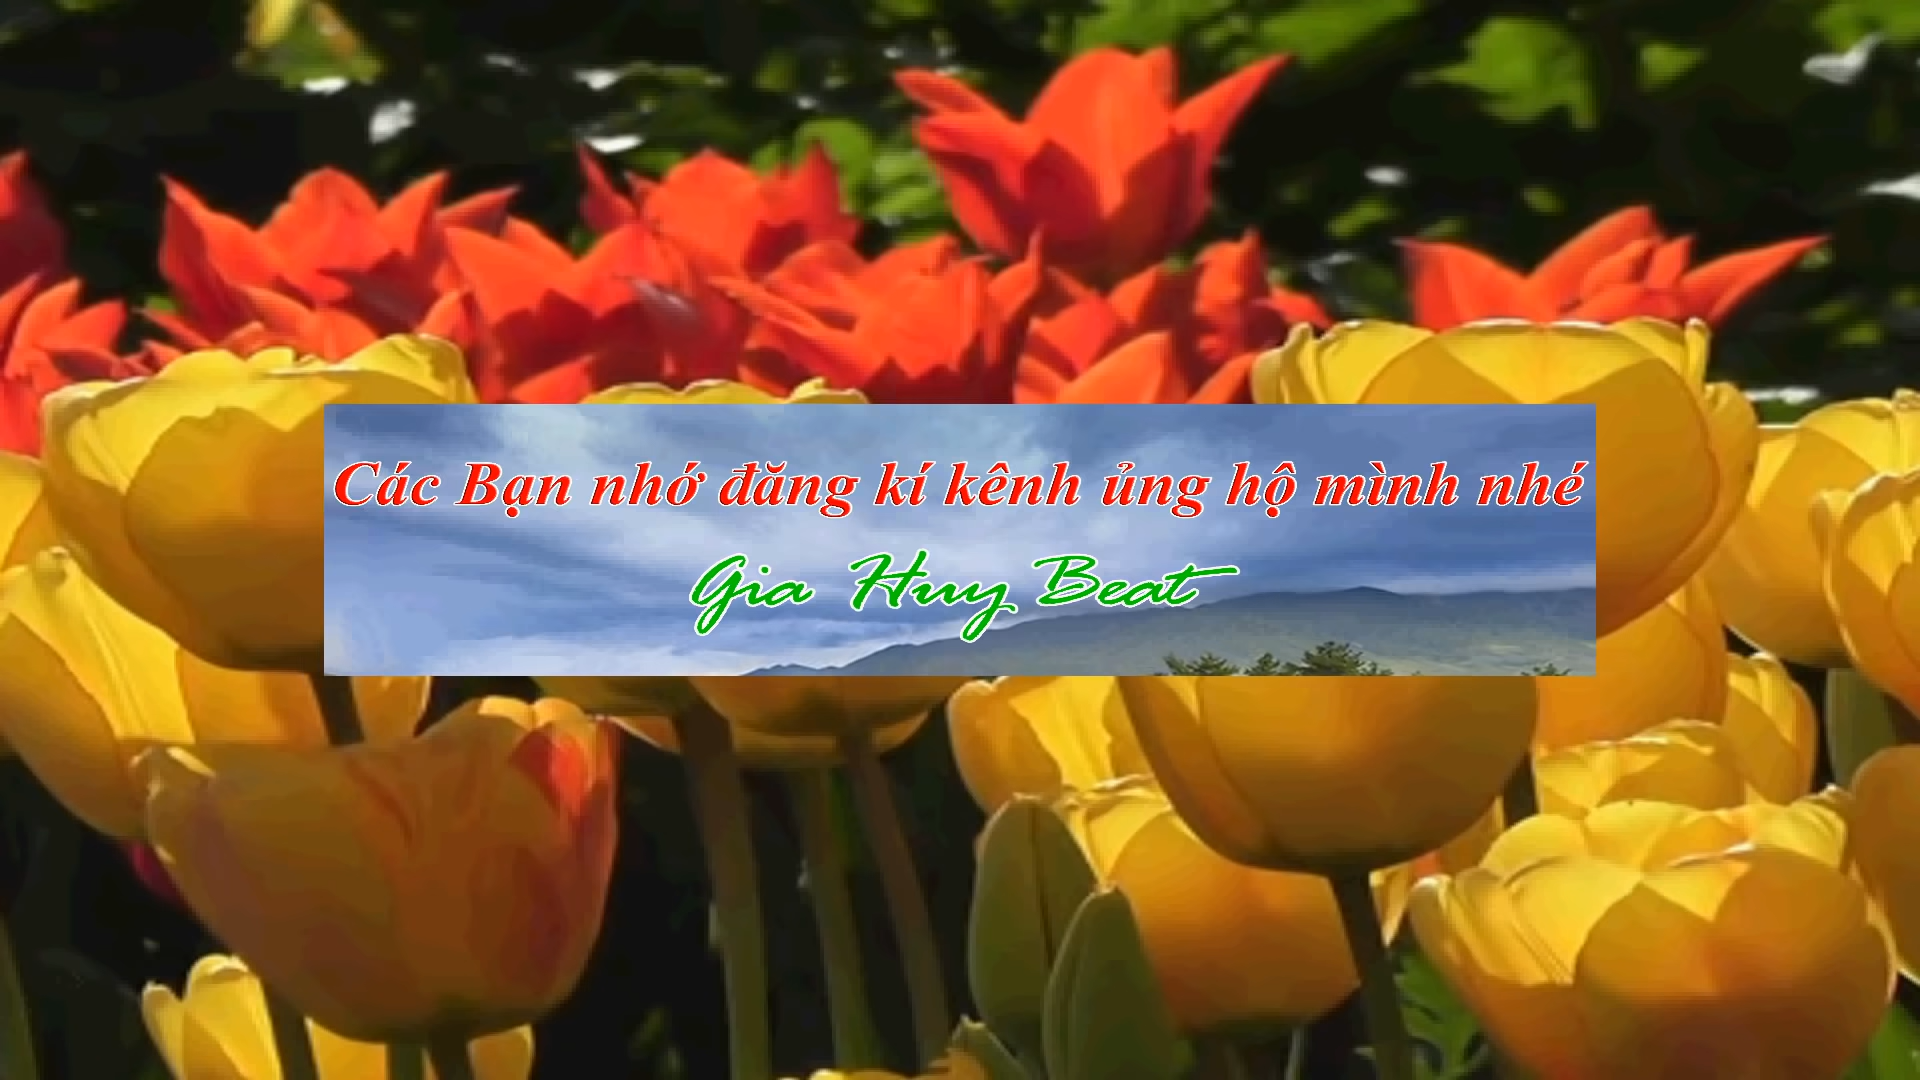 Các Bạn nhớ đăng kí kênh ủng hộ mình nhé
Gia Huy Beat